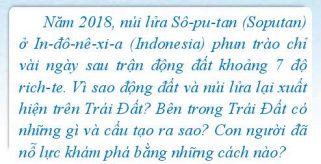 Năm 2018, núi lửa Sô-pu-tan (Soputan)
ở In-đô-nê-xi-a (Indonesia) phun trào chỉ
vài ngày sau trận động đất khoảng 7 độ
rich-te. Vì sao động đất và núi lửa lại xuất
hiện trên Trái Đất? Bên trong Trái Đất có
những gì và cấu tạo ra sao? Con người đã
nỗ lực khám phá bằng những cách nào?